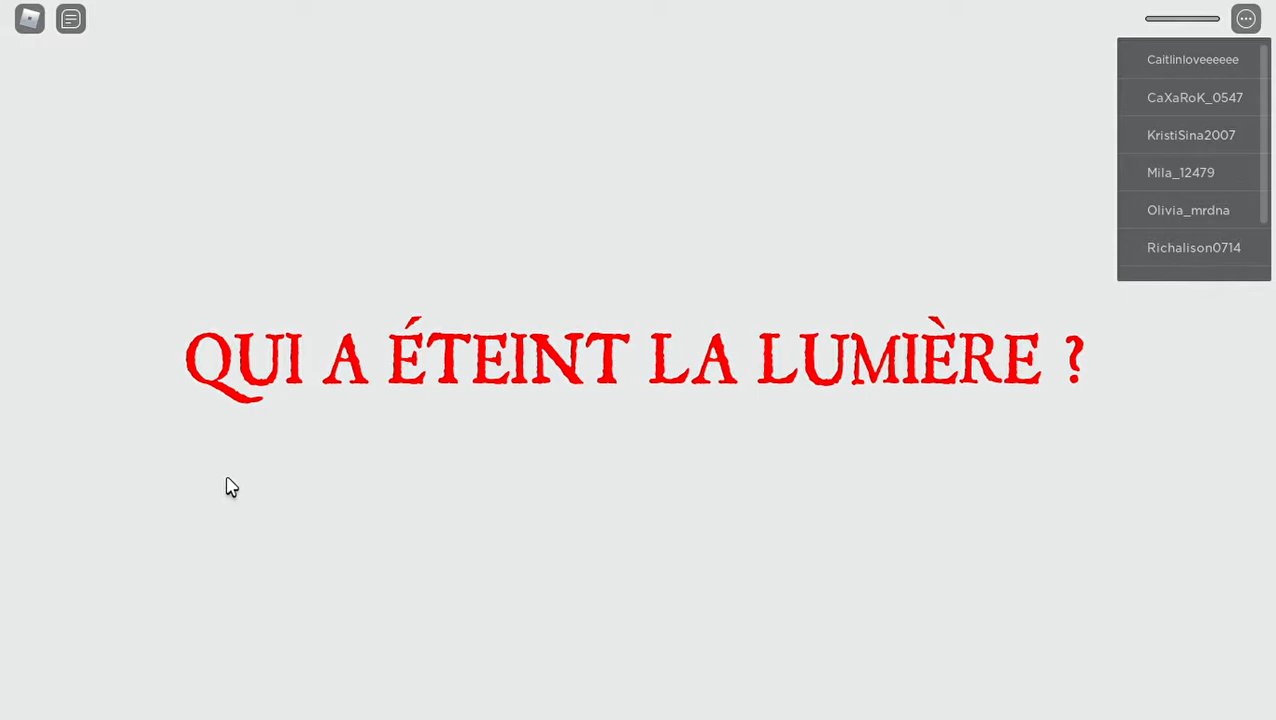 Caitlinloveeeeee
CaXaRoK_0547
KristiSina2007
Mila_12479
Olivia_mrdna
Richalison0714
QUI A ÉTEINT LA LUMIÈRE ?